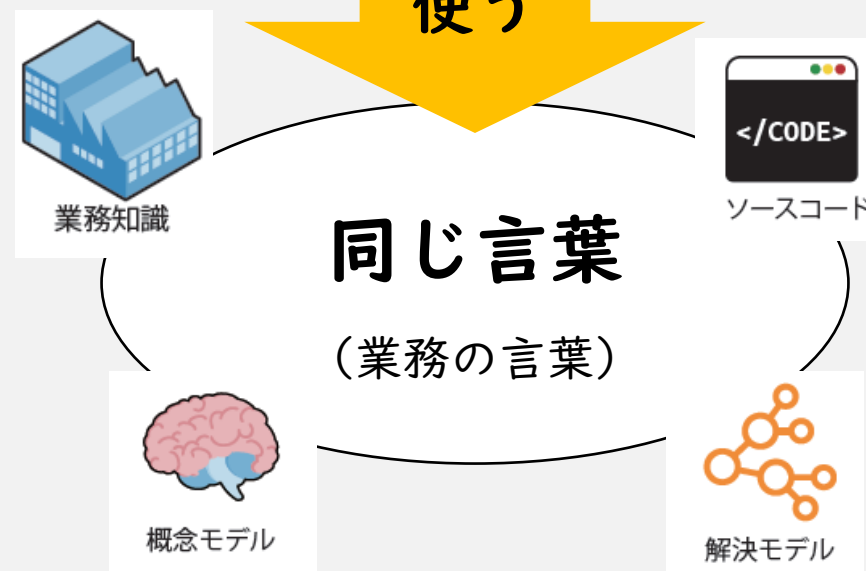 使う
業務知識
</CODE>
ソースコード
同じ言葉
(業務の言葉)
概念モデル
解決モデル